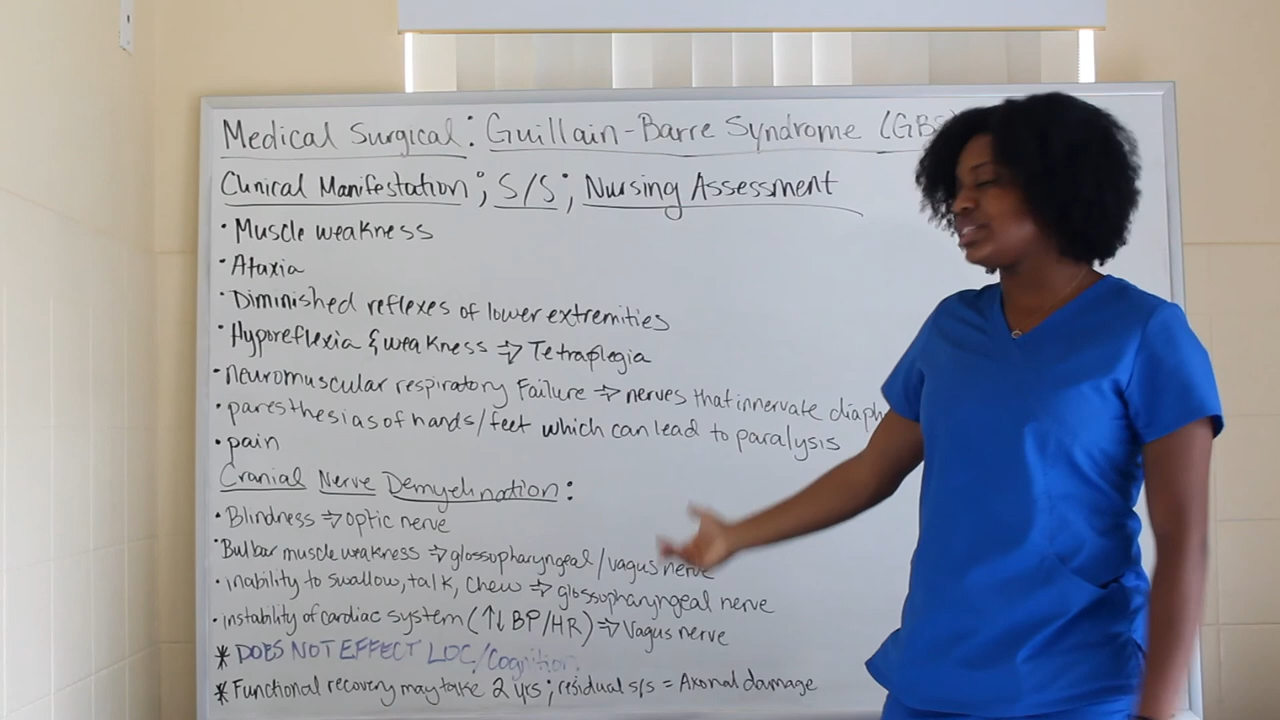 Medical Surgical: Guillain-Barre Syndrome (GBS)
Clinical Manifestation; S/S; Nursing Assessment
• Muscle weakness
• Ataxia
• Diminished reflexes of lower extremities
• Hyporeflexia & weakness ⇒ Tetraplegia
• neuromuscular respiratory Failure ⇒ nerves that innervate diaph
• paresthesias of hands/feet which can lead to paralysis
• pain
Cranial Nerve Demyelination:
• Blindness ⇒ optic nerve
• Bulbar muscle weakness ⇒ glossopharyngeal/vagus nerve
• inability to swallow, talk, chew ⇒ glossopharyngeal nerve
• instability of cardiac system (↑↓ BP/HR) ⇒ Vagus nerve
* DOES NOT EFFECT LOC/Cognition
* Functional recovery may take 2 yrs; residual s/s = Axonal damage